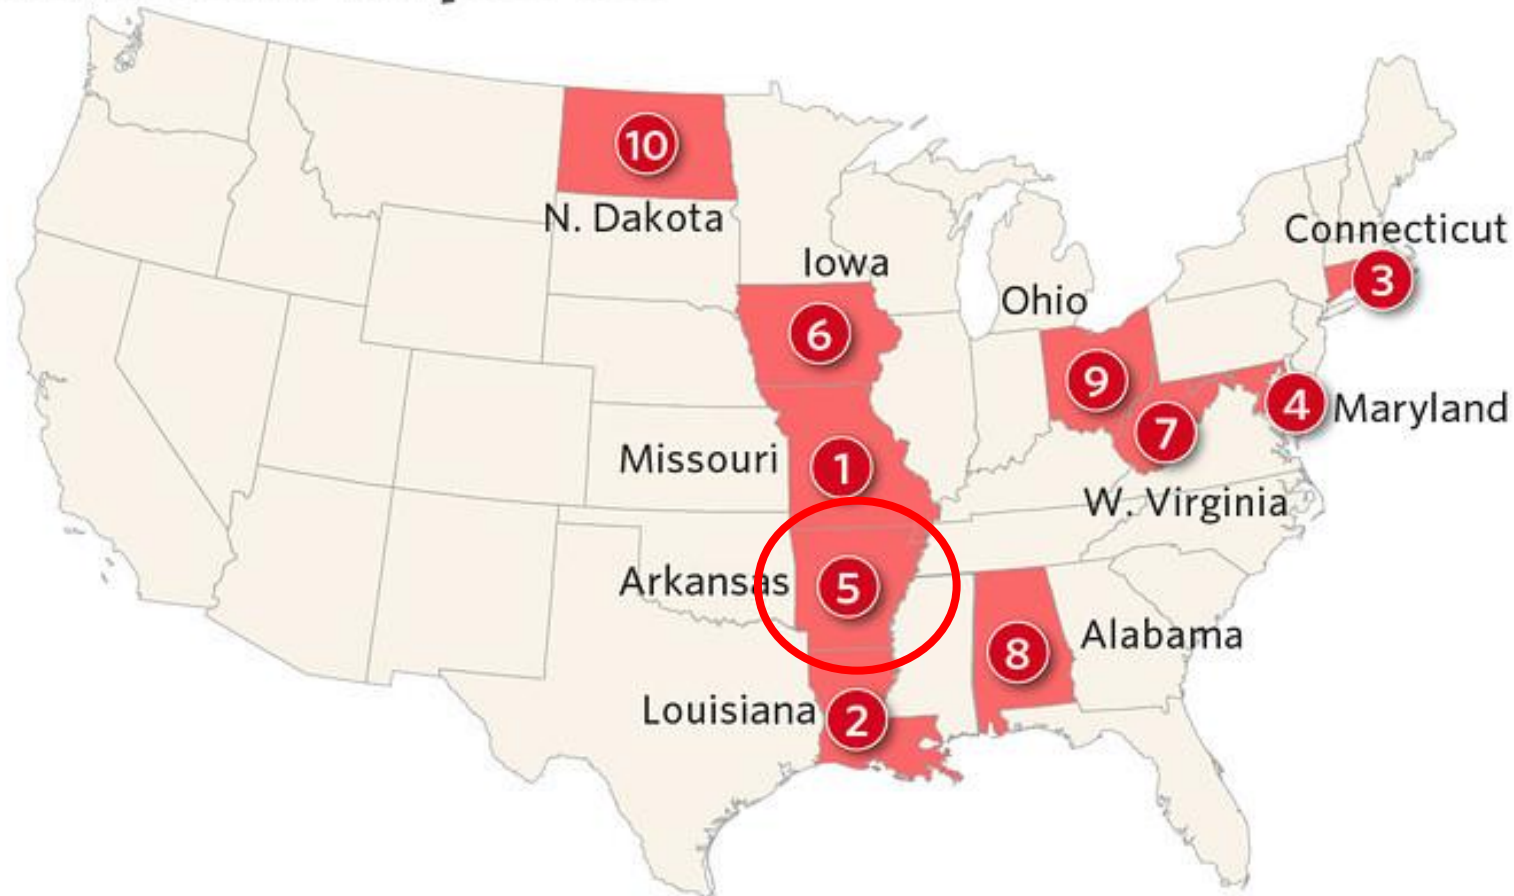 10
N. Dakota
Connecticut
3
Iowa
Ohio
6
9
4 Maryland
7
Missouri 1
W. Virginia
Arkansas 5
8 Alabama
Louisiana 2